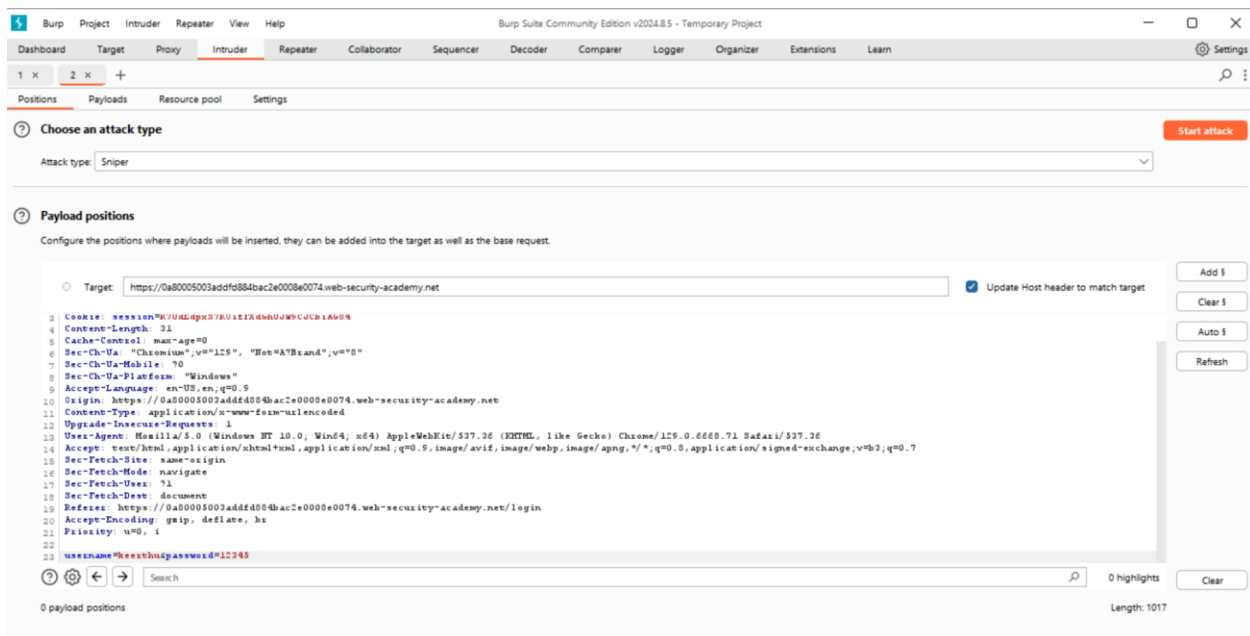 Burp Project Intruder Repeater View Help Burp Suite Community Edition v2024.8.5 - Temporary Project
Dashboard Target Proxy Intruder Repeater Collaborator Sequencer Decoder Comparer Logger Organizer Extensions Learn Settings
1 × 2 × +
Positions Payloads Resource pool Settings
Choose an attack type
Start attack
Attack type: Sniper
Payload positions
Configure the positions where payloads will be inserted, they can be added into the target as well as the base request.
Add §
Target: https://0a80005003addfd884bac2e0008e0074.web-security-academy.net Update Host header to match target
Clear §
3 Cookie:
4 Content-Length: 31
Auto §
5 Cache-Control: max-age=0
6 Sec-Ch-Ua: "Chromium";v="129", "Not=A?Brand";v="8"
7 Sec-Ch-Ua-Mobile: ?0
Refresh
8 Sec-Ch-Ua-Platform: "Windows"
9 Accept-Language: en-US,en;q=0.9
10 Origin: https://0a80005003addfd884bac2e0008e0074.web-security-academy.net
11 Content-Type: application/x-www-form-urlencoded
12 Upgrade-Insecure-Requests: 1
13 User-Agent: Mozilla/5.0 (Windows NT 10.0; Win64; x64) AppleWebKit/537.36 (KHTML, like Gecko) Chrome/129.0.6668.71 Safari/537.36
14 Accept: text/html,application/xhtml+xml,application/xml;q=0.9,image/avif,image/webp,image/apng,*/*;q=0.8,application/signed-exchange;v=b3;q=0.7
15 Sec-Fetch-Site: same-origin
16 Sec-Fetch-Mode: navigate
17 Sec-Fetch-User: ?1
18 Sec-Fetch-Dest: document
19 Referer: https://0a80005003addfd884bac2e0008e0074.web-security-academy.net/login
20 Accept-Encoding: gzip, deflate, br
21 Priority: u=0, i
22
23 username=keerthu&password=12345
Search 0 highlights Clear
0 payload positions Length: 1017